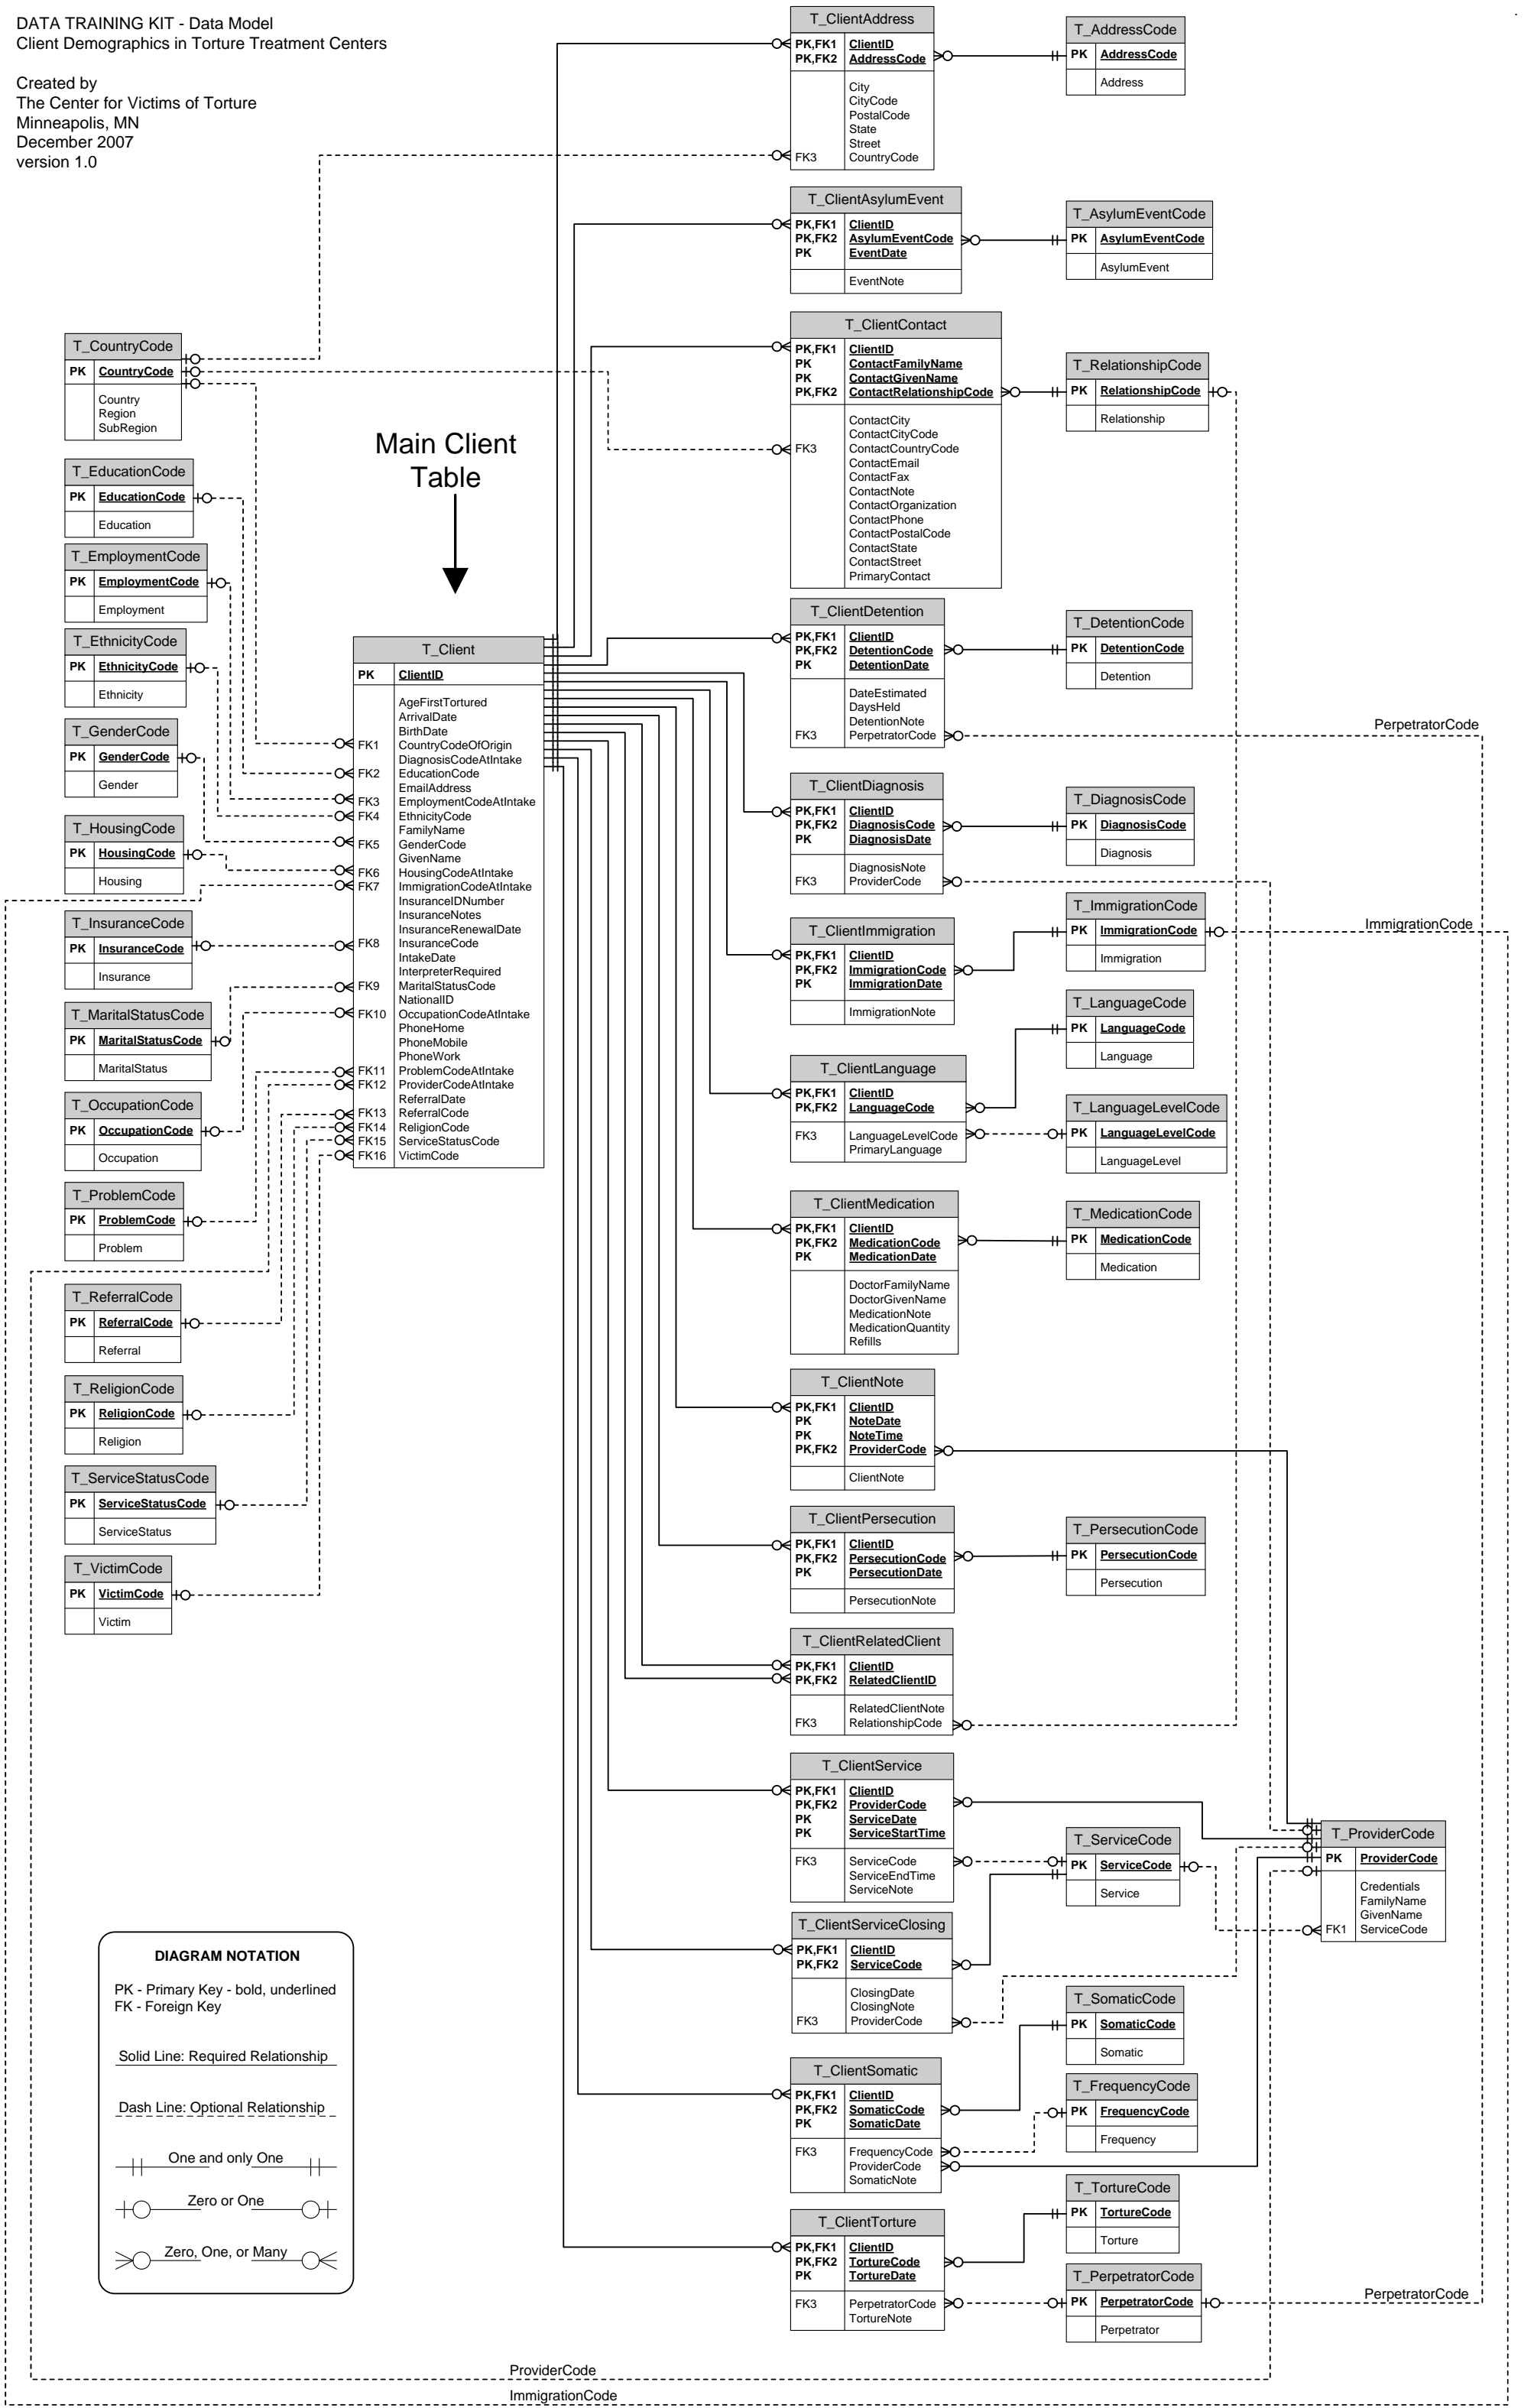 DATA TRAINING KIT - Data Model
Client Demographics in Torture Treatment Centers
Created by
The Center for Victims of Torture
Minneapolis, MN
December 2007
version 1.0
T_CountryCode
PK CountryCode
Country
Region
SubRegion
T_EducationCode
PK EducationCode
Education
T_EmploymentCode
PK EmploymentCode
Employment
T_EthnicityCode
PK EthnicityCode
Ethnicity
T_GenderCode
PK GenderCode
Gender
T_HousingCode
PK HousingCode
Housing
T_InsuranceCode
PK InsuranceCode
Insurance
T_MaritalStatusCode
PK MaritalStatusCode
MaritalStatus
T_OccupationCode
PK OccupationCode
Occupation
T_ProblemCode
PK ProblemCode
Problem
T_ReferralCode
PK ReferralCode
Referral
T_ReligionCode
PK ReligionCode
Religion
T_ServiceStatusCode
PK ServiceStatusCode
ServiceStatus
T_VictimCode
PK VictimCode
Victim
Main Client
Table
T_Client
PK ClientID
AgeFirstTortured
ArrivalDate
BirthDate
FK1 CountryCodeOfOrigin
DiagnosisCodeAtIntake
FK2 EducationCode
EmailAddress
FK3 EmploymentCodeAtIntake
FK4 EthnicityCode
FamilyName
FK5 GenderCode
GivenName
FK6 HousingCodeAtIntake
FK7 ImmigrationCodeAtIntake
InsuranceIDNumber
InsuranceNotes
InsuranceRenewalDate
FK8 InsuranceCode
IntakeDate
InterpreterRequired
FK9 MaritalStatusCode
NationalID
FK10 OccupationCodeAtIntake
PhoneHome
PhoneMobile
PhoneWork
FK11 ProblemCodeAtIntake
FK12 ProviderCodeAtIntake
ReferralDate
FK13 ReferralCode
FK14 ReligionCode
FK15 ServiceStatusCode
FK16 VictimCode
T_ClientAddress
PK,FK1 ClientID
PK,FK2 AddressCode
City
CityCode
PostalCode
State
Street
FK3 CountryCode
T_AddressCode
PK AddressCode
Address
T_ClientAsylumEvent
PK,FK1 ClientID
PK,FK2 AsylumEventCode
PK EventDate
EventNote
T_AsylumEventCode
PK AsylumEventCode
AsylumEvent
T_ClientContact
PK,FK1 ClientID
PK ContactFamilyName
PK ContactGivenName
PK,FK2 ContactRelationshipCode
ContactCity
ContactCityCode
FK3 ContactCountryCode
ContactEmail
ContactFax
ContactNote
ContactOrganization
ContactPhone
ContactPostalCode
ContactState
ContactStreet
PrimaryContact
T_RelationshipCode
PK RelationshipCode
Relationship
T_ClientDetention
PK,FK1 ClientID
PK,FK2 DetentionCode
PK DetentionDate
DateEstimated
DaysHeld
DetentionNote
FK3 PerpetratorCode
T_DetentionCode
PK DetentionCode
Detention
PerpetratorCode
T_ClientDiagnosis
PK,FK1 ClientID
PK,FK2 DiagnosisCode
PK DiagnosisDate
DiagnosisNote
FK3 ProviderCode
T_DiagnosisCode
PK DiagnosisCode
Diagnosis
T_ClientImmigration
PK,FK1 ClientID
PK,FK2 ImmigrationCode
PK ImmigrationDate
ImmigrationNote
T_ImmigrationCode
PK ImmigrationCode
Immigration
ImmigrationCode
T_LanguageCode
PK LanguageCode
Language
T_ClientLanguage
PK,FK1 ClientID
PK,FK2 LanguageCode
FK3 LanguageLevelCode
PrimaryLanguage
T_LanguageLevelCode
PK LanguageLevelCode
LanguageLevel
T_ClientMedication
PK,FK1 ClientID
PK,FK2 MedicationCode
PK MedicationDate
DoctorFamilyName
DoctorGivenName
MedicationNote
MedicationQuantity
Refills
T_MedicationCode
PK MedicationCode
Medication
T_ClientNote
PK,FK1 ClientID
PK NoteDate
PK NoteTime
PK,FK2 ProviderCode
ClientNote
T_ClientPersecution
PK,FK1 ClientID
PK,FK2 PersecutionCode
PK PersecutionDate
PersecutionNote
T_PersecutionCode
PK PersecutionCode
Persecution
T_ClientRelatedClient
PK,FK1 ClientID
PK,FK2 RelatedClientID
RelatedClientNote
FK3 RelationshipCode
T_ClientService
PK,FK1 ClientID
PK,FK2 ProviderCode
PK ServiceDate
PK ServiceStartTime
FK3 ServiceCode
ServiceEndTime
ServiceNote
T_ServiceCode
PK ServiceCode
Service
T_ProviderCode
PK ProviderCode
Credentials
FamilyName
GivenName
FK1 ServiceCode
T_ClientServiceClosing
PK,FK1 ClientID
PK,FK2 ServiceCode
ClosingDate
ClosingNote
FK3 ProviderCode
T_SomaticCode
PK SomaticCode
Somatic
T_ClientSomatic
PK,FK1 ClientID
PK,FK2 SomaticCode
PK SomaticDate
FK3 FrequencyCode
ProviderCode
SomaticNote
T_FrequencyCode
PK FrequencyCode
Frequency
T_ClientTorture
PK,FK1 ClientID
PK,FK2 TortureCode
PK TortureDate
FK3 PerpetratorCode
TortureNote
T_TortureCode
PK TortureCode
Torture
T_PerpetratorCode
PK PerpetratorCode
Perpetrator
PerpetratorCode
DIAGRAM NOTATION
PK - Primary Key - bold, underlined
FK - Foreign Key
Solid Line: Required Relationship
Dash Line: Optional Relationship
One and only One
Zero or One
Zero, One, or Many
ProviderCode
ImmigrationCode